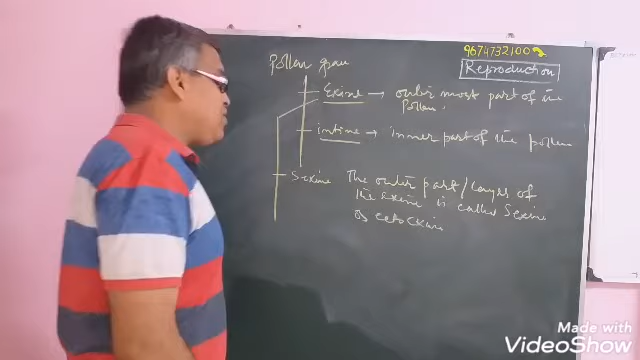 9674732100
Reproduction
Pollen grain
Exine → outer most part of the
Pollen.
intine → inner part of the pollen
Sexine The outer part/layer of
the exine is called Sexine
or ectoexine
Made with
VideoShow